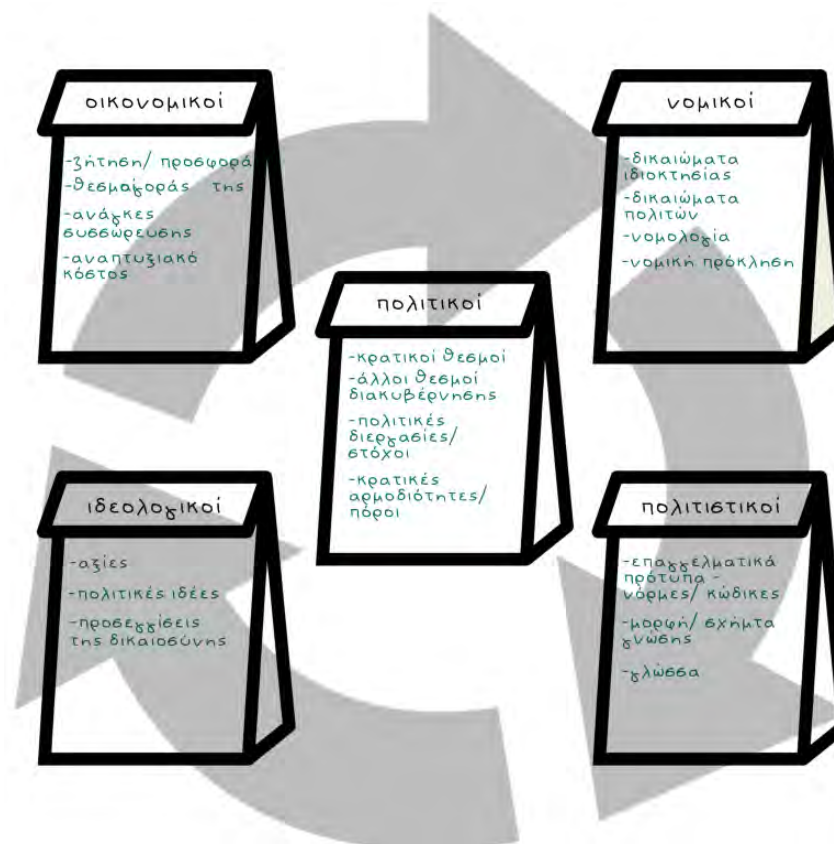 οικονομικοί
-ζήτηση/ προσφορά
-θεσμαγοράς της
-ανάγκες
συσσώρευσης
-αναπτυξιακό
κόστος
νομικοί
-δικαιώματα
ιδιοκτησίας
-δικαιώματα
πολιτών
-νομολογία
-νομική πρόκληση
πολιτικοί
-κρατικοί θεσμοί
-άλλοι θεσμοί
διακυβέρνησης
-πολιτικές
διεργασίες/
στόχοι
-κρατικές
αρμοδιότητες/
πόροι
ιδεολογικοί
-αξίες
-πολιτικές ιδέες
-προσεγγίσεις
της δικαιοσύνης
πολιτιστικοί
-επαγγελματικά
πρότυπα -
νόρμες/ κώδικες
-μορφή/ σχήματα
γνώσης
-γλώσσα